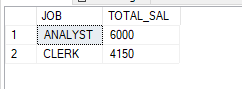 JOB TOTAL_SAL
1 ANALYST 6000
2 CLERK 4150